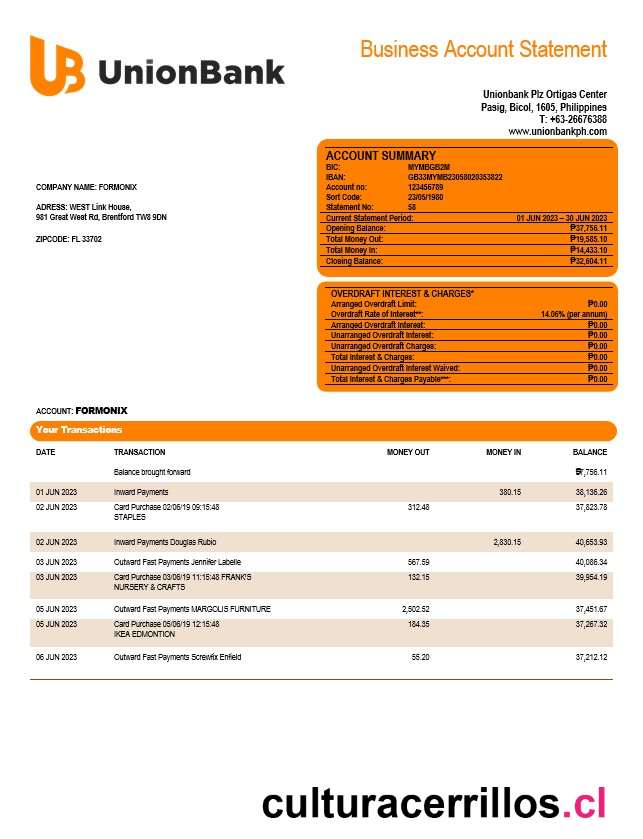 UB UnionBank
Business Account Statement
Unionbank Plz Ortigas Center
Pasig, Bicol, 1605, Philippines
T: +63-26676388
www.unionbankph.com
ACCOUNT SUMMARY
BIC: MYMBGB2M
IBAN: GB33MYMB23058020353822
Account no: 123456789
Sort Code: 23/05/1980
Statement No: 58
Current Statement Period: 01 JUN 2023 – 30 JUN 2023
Opening Balance: ₱37,756.11
Total Money Out: ₱19,585.10
Total Money In: ₱14,433.10
Closing Balance: ₱32,604.11
COMPANY NAME: FORMONIX
ADRESS: WEST Link House,
981 Great West Rd, Brentford TW8 9DN
ZIPCODE: FL 33702
OVERDRAFT INTEREST & CHARGES*
Arranged Overdraft Limit: ₱0.00
Overdraft Rate of Interest**: 14.06% (per annum)
Arranged Overdraft Interest: ₱0.00
Unarranged Overdraft Interest: ₱0.00
Unarranged Overdraft Charges: ₱0.00
Total Interest & Charges: ₱0.00
Unarranged Overdraft Interest Waived: ₱0.00
Total Interest & Charges Payable***: ₱0.00
ACCOUNT: FORMONIX
Your Transactions
DATE TRANSACTION MONEY OUT MONEY IN BALANCE
Balance brought forward 7,756.11
01 JUN 2023 Inward Payments 380.15 38,136.26
02 JUN 2023 Card Purchase 02/06/19 09:15:48 312.48 37,823.78
STAPLES
02 JUN 2023 Inward Payments Douglas Rubio 2,830.15 40,653.93
03 JUN 2023 Outward Fast Payments Jennifer Labelle 567.59 40,086.34
03 JUN 2023 Card Purchase 03/06/19 11:15:48 FRANK'S 132.15 39,954.19
NURSERY & CRAFTS
05 JUN 2023 Outward Fast Payments MARGOLIS FURNITURE 2,502.52 37,451.67
05 JUN 2023 Card Purchase 05/06/19 12:15:48 184.35 37,267.32
IKEA EDMONTION
06 JUN 2023 Outward Fast Payments Screwfix Enfield 55.20 37,212.12
culturacerrillos.cl